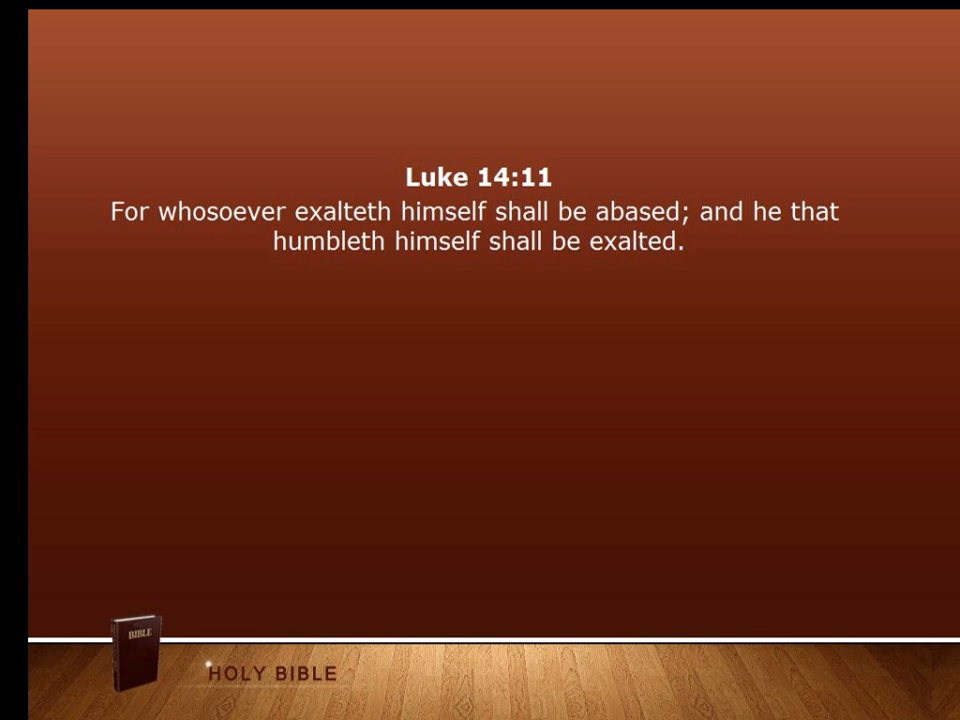 Luke 14:11
For whosoever exalteth himself shall be abased; and he that
humbleth himself shall be exalted.
BIBLE
HOLY BIBLE